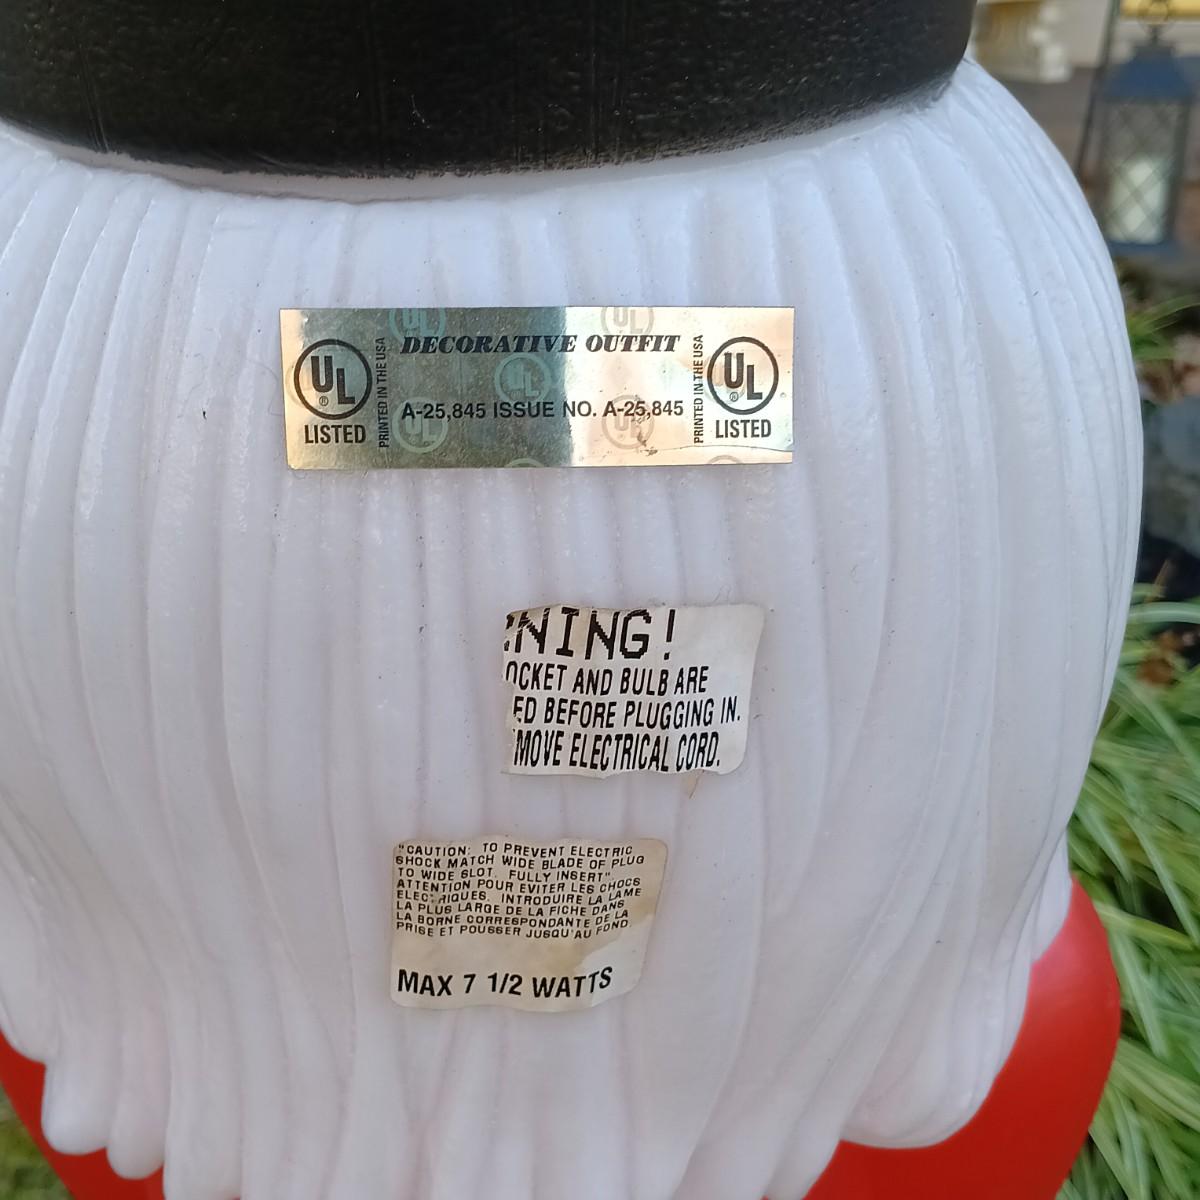 DECORATIVE OUTFIT
A-25,845 ISSUE NO. A-25,845
UL
®
LISTED
PRINTED IN THE USA
PRINTED IN THE USA
UL
®
LISTED
NING!
OCKET AND BULB ARE
ED BEFORE PLUGGING IN.
MOVE ELECTRICAL CORD.
"CAUTION: TO PREVENT ELECTRIC
SHOCK MATCH WIDE BLADE OF PLUG
TO WIDE SLOT, FULLY INSERT".
ATTENTION POUR EVITER LES CHOCS
ELECTRIQUES. INTRODUIRE LA LAME
LA PLUS LARGE DE LA FICHE DANS
LA BORNE CORRESPONDANTE DE LA
PRISE ET POUSSER JUSQU'AU FOND.
MAX 7 1/2 WATTS